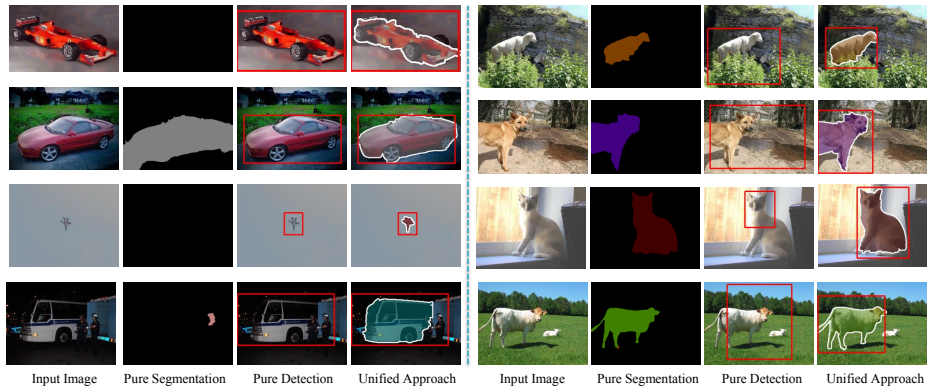 Input Image Pure Segmentation Pure Detection Unified Approach Input Image Pure Segmentation Pure Detection Unified Approach